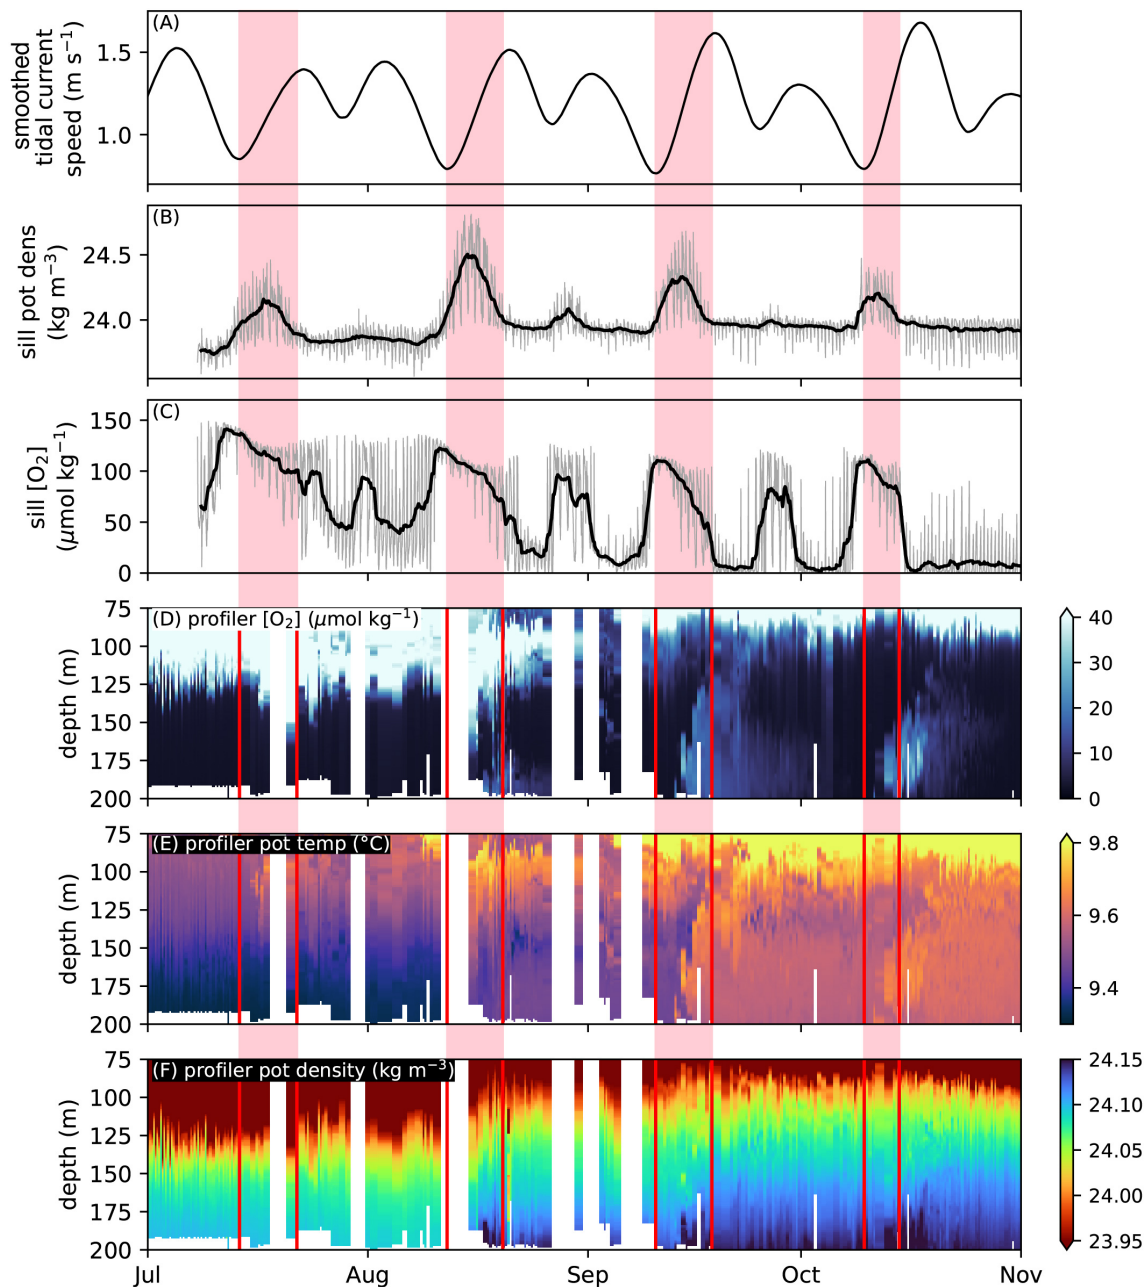 (A)
smoothed
tidal current
speed (m s⁻¹)
1.5
1.0
(B)
sill pot dens
(kg m⁻³)
24.5
24.0
(C)
sill [O₂]
(μmol kg⁻¹)
150
100
50
0
(D) profiler [O₂] (μmol kg⁻¹)
depth (m)
75
100
125
150
175
200
40
30
20
10
0
(E) profiler pot temp (°C)
depth (m)
75
100
125
150
175
200
9.8
9.6
9.4
(F) profiler pot density (kg m⁻³)
depth (m)
75
100
125
150
175
200
24.15
24.10
24.05
24.00
23.95
Jul Aug Sep Oct Nov